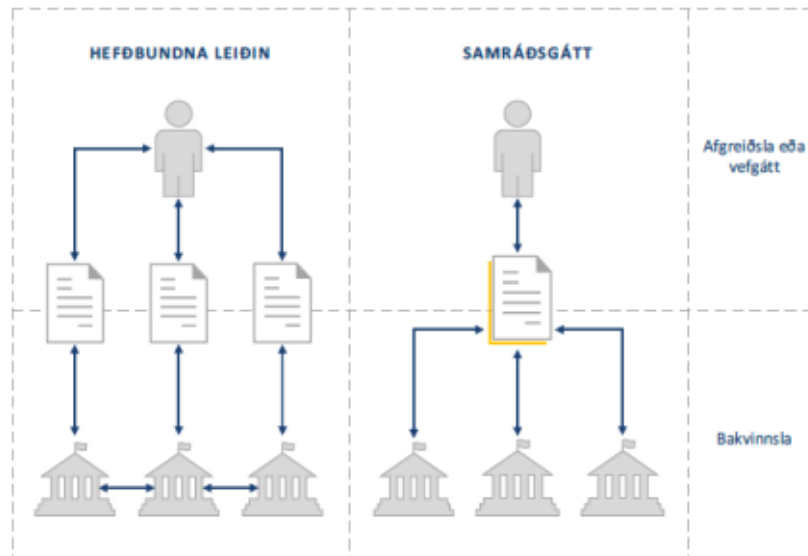 HEFÐBUNDNA LEIÐIN
SAMRÁÐSGÁTT
Afgreiðsla eða
vefgátt
Bakvinnsla